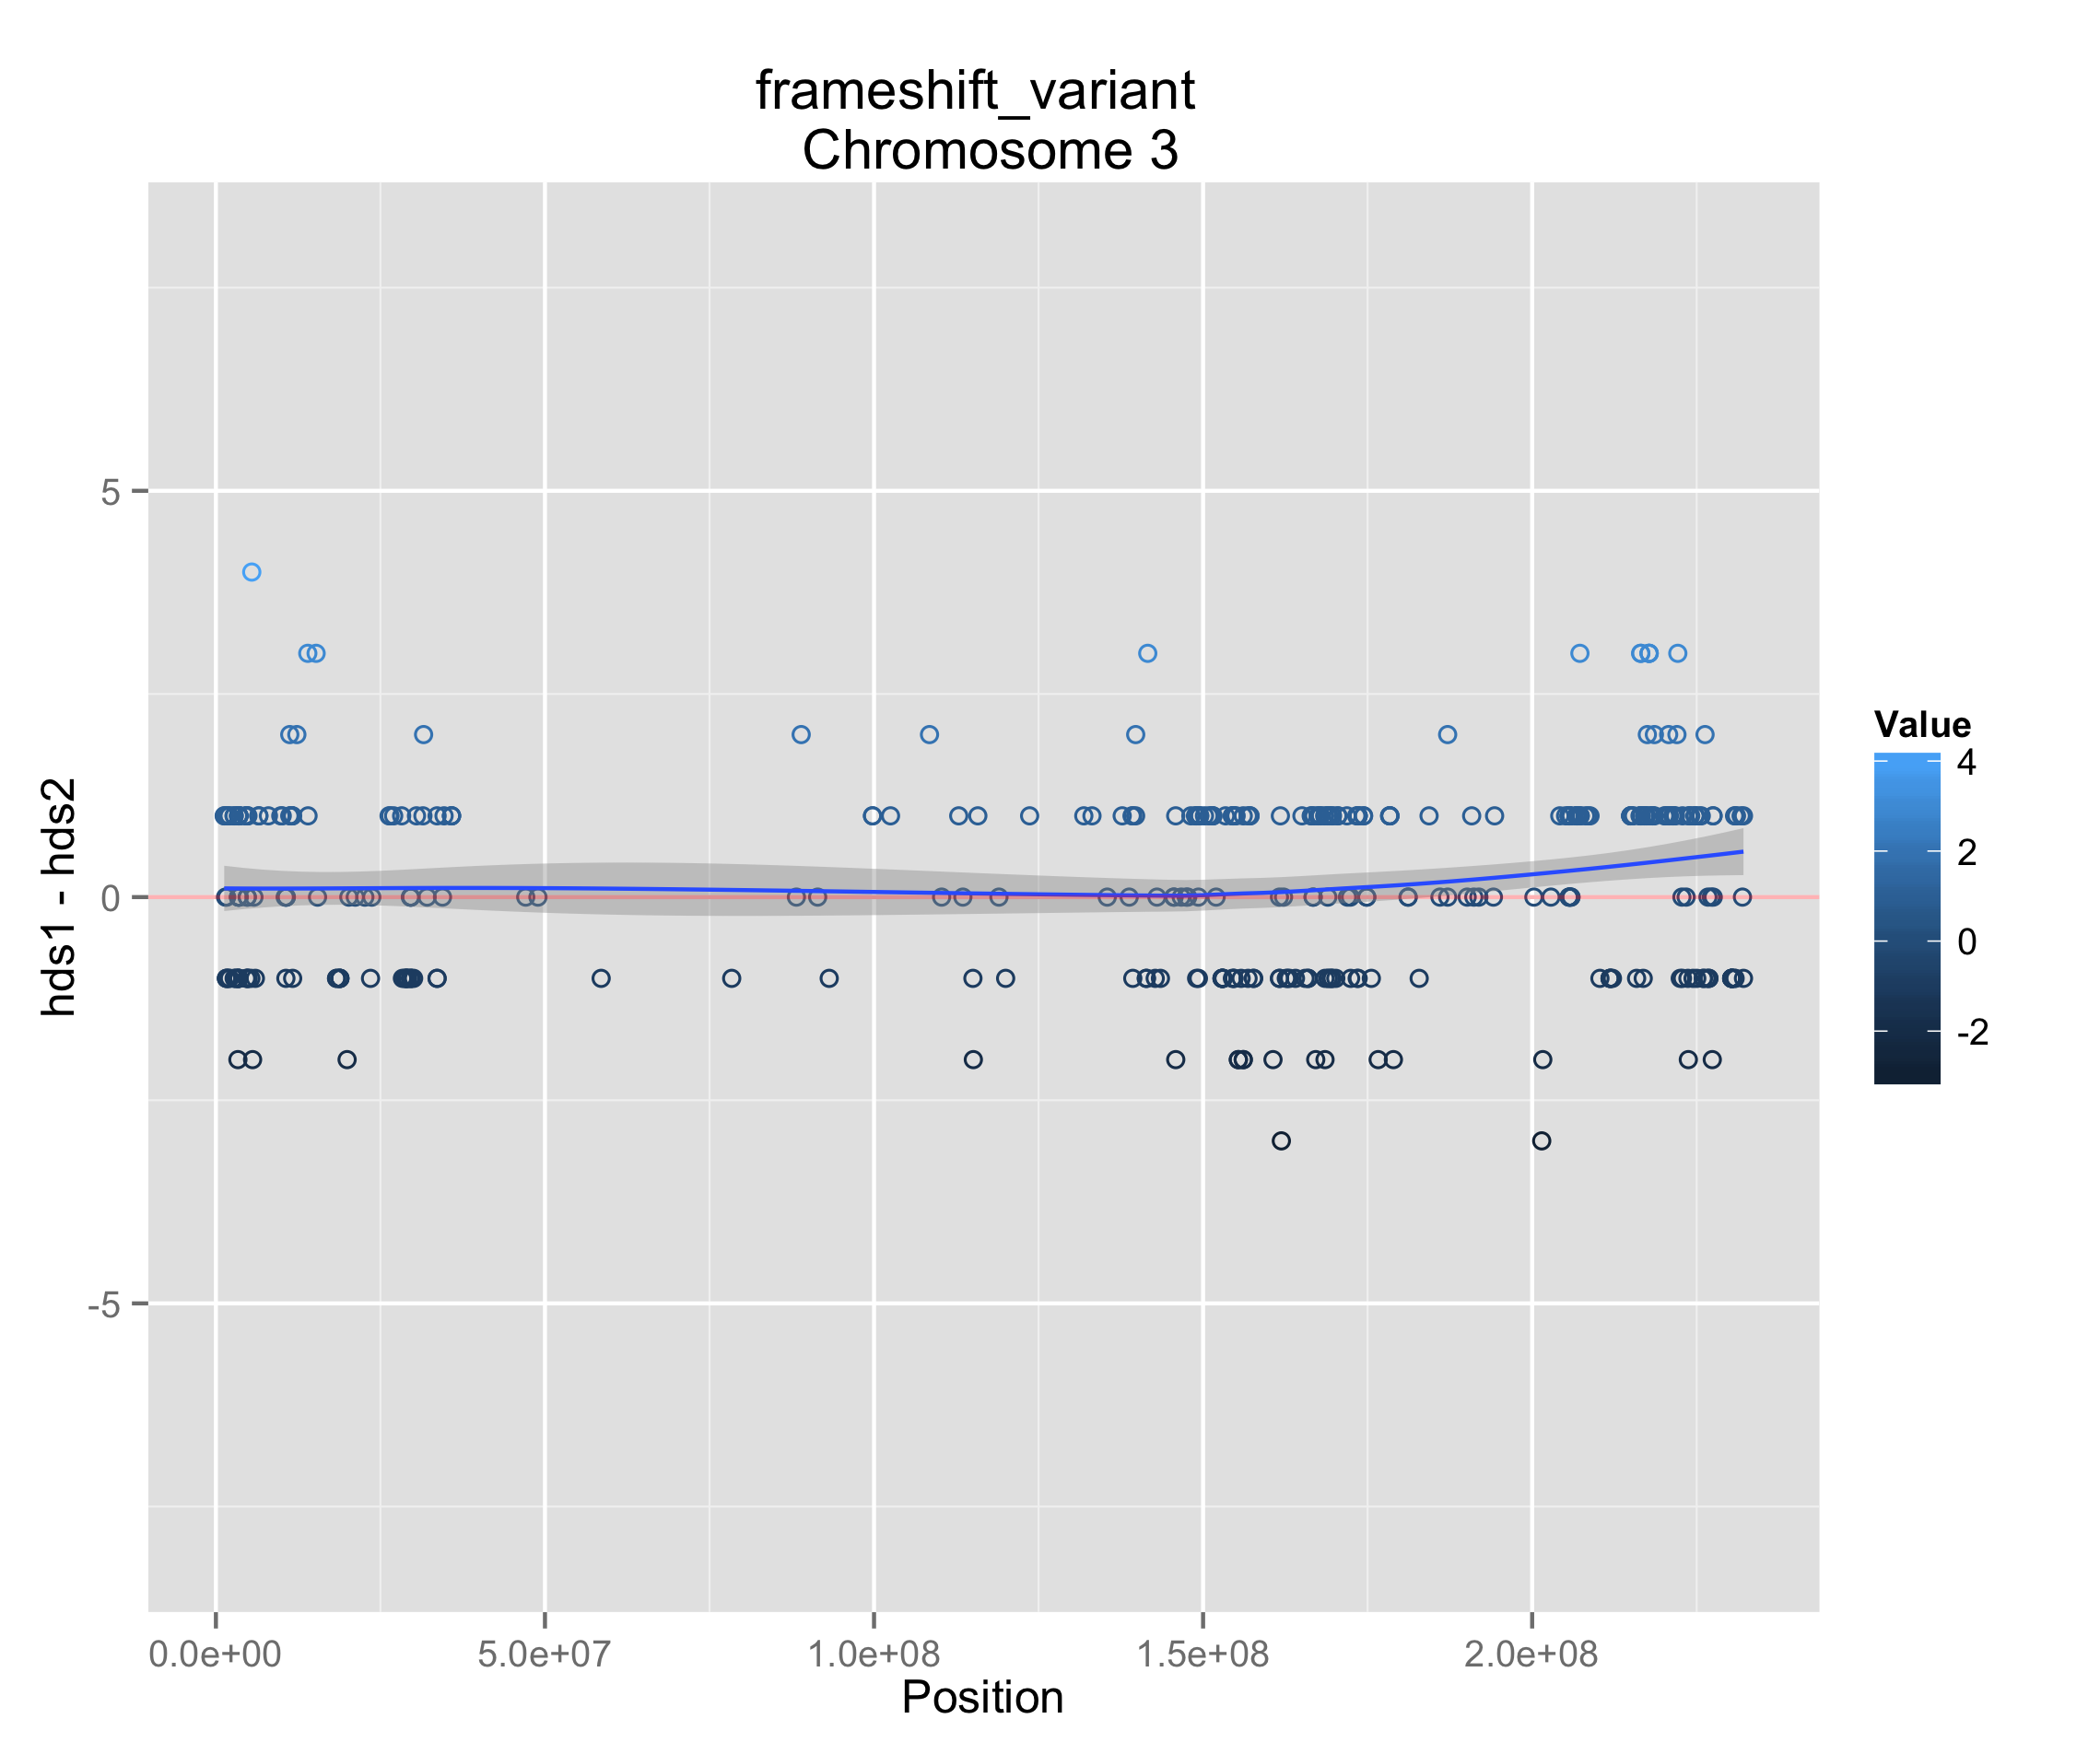 frameshift_variant
Chromosome 3
hds1 - hds2
5
0
-5
0.0e+00
5.0e+07
1.0e+08
1.5e+08
2.0e+08
Position
Value
4
2
0
-2